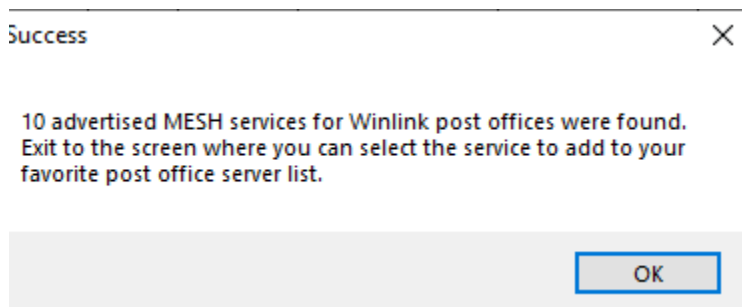 Success
10 advertised MESH services for Winlink post offices were found.
Exit to the screen where you can select the service to add to your
favorite post office server list.
OK